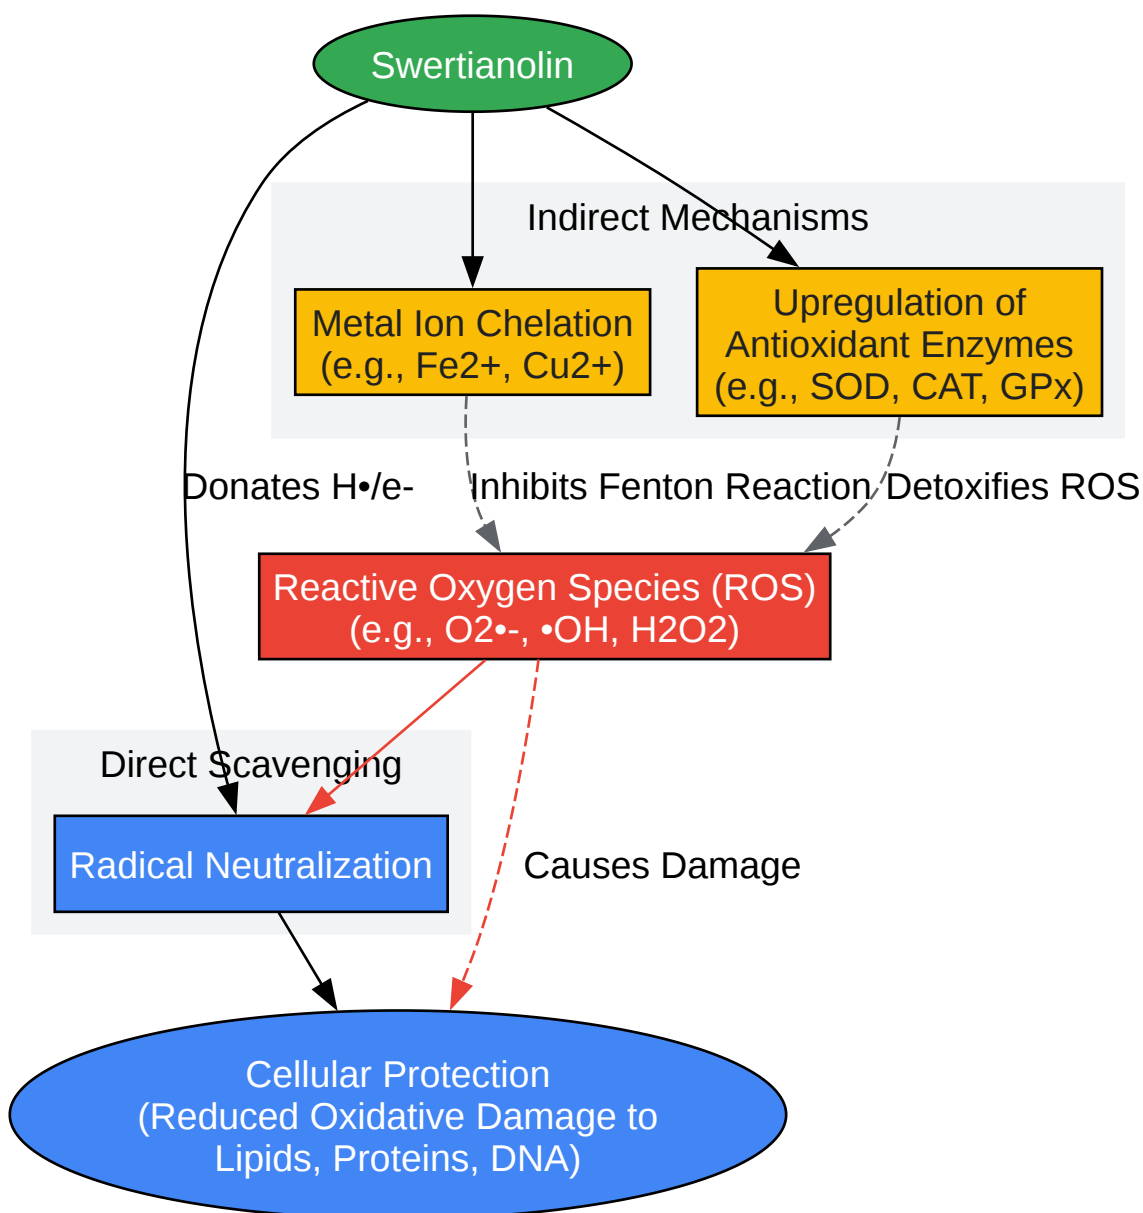 Swertianolin
Indirect Mechanisms
Metal Ion Chelation
(e.g., Fe2+, Cu2+)
Upregulation of
Antioxidant Enzymes
(e.g., SOD, CAT, GPx)
Donates H•/e-
Inhibits Fenton Reaction
Detoxifies ROS
Reactive Oxygen Species (ROS)
(e.g., O2•-, •OH, H2O2)
Direct Scavenging
Radical Neutralization
Causes Damage
Cellular Protection
(Reduced Oxidative Damage to
Lipids, Proteins, DNA)